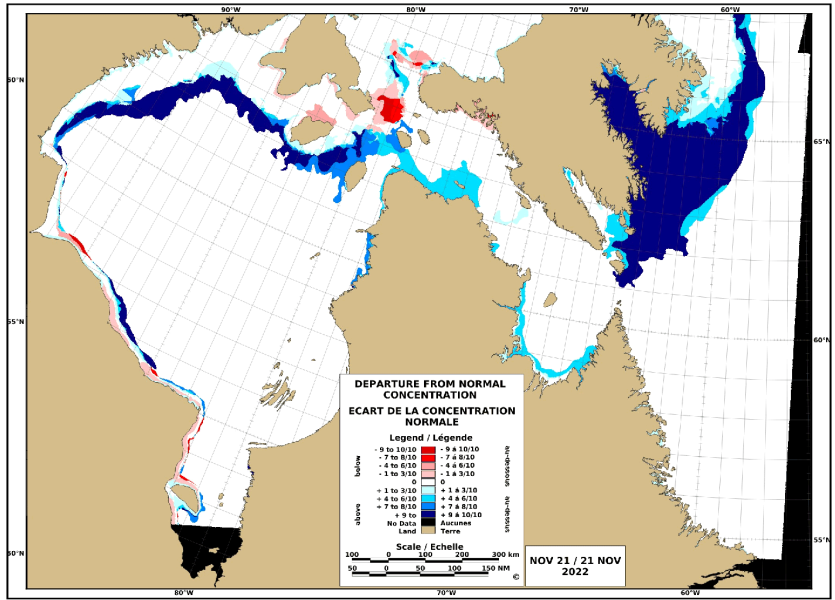 90°W 80°W 70°W 60°W
60°N
65°N
55°N
60°N
50°N
55°N
80°W 70°W 60°W
DEPARTURE FROM NORMAL
CONCENTRATION
ECART DE LA CONCENTRATION
NORMALE
Legend / Légende
below
- 9 to 10/10 - 9 à 10/10
- 7 to 8/10 - 7 à 8/10
- 4 to 6/10 - 4 à 6/10
- 1 to 3/10 - 1 à 3/10
0 0
above
+ 1 to 3/10 + 1 à 3/10
+ 4 to 6/10 + 4 à 6/10
+ 7 to 8/10 + 7 à 8/10
+ 9 to + 9 à 10/10
No Data Aucunes
Land Terre
Scale / Echelle
100 0 100 200 300 km
50 0 50 100 150 NM
©
NOV 21 / 21 NOV
2022